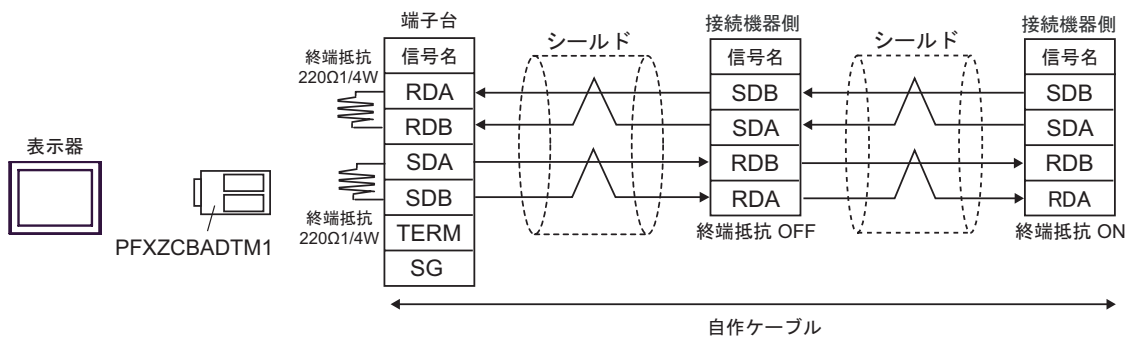 表示器
PFXZCBADTM1
端子台
信号名
RDA
RDB
SDA
SDB
TERM
SG
終端抵抗
220Ω1/4W
終端抵抗
220Ω1/4W
シールド
接続機器側
信号名
SDB
SDA
RDB
RDA
終端抵抗 OFF
シールド
接続機器側
信号名
SDB
SDA
RDB
RDA
終端抵抗 ON
自作ケーブル